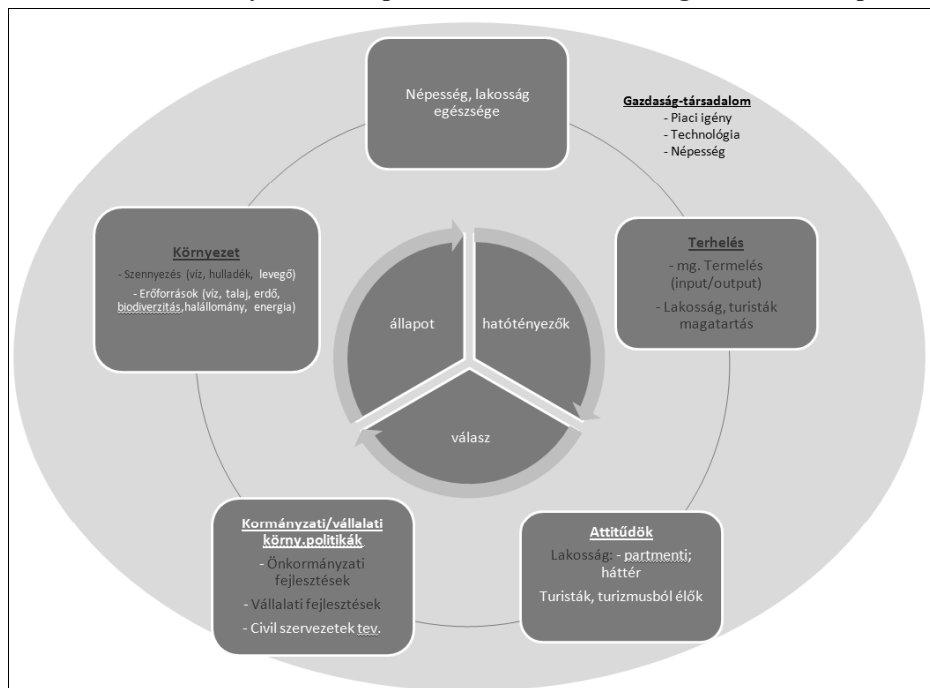 Népesség, lakosság
egészsége
Gazdaság-társadalom
- Piaci igény
- Technológia
- Népesség
Környezet
- Szennyezés (víz, hulladék, levegő)
- Erőforrások (víz, talaj, erdő,
biodiverzitás,halállomány, energia)
Terhelés
- mg. Termelés
(input/output)
- Lakosság, turisták
magatartás
állapot
hatótényezők
válasz
Kormányzati/vállalati
körny.politikák
- Önkormányzati
fejlesztések
- Vállalati fejlesztések
- Civil szervezetek tev.
Attitűdök
Lakosság: - partmenti;
háttér
Turisták, turizmusból élők